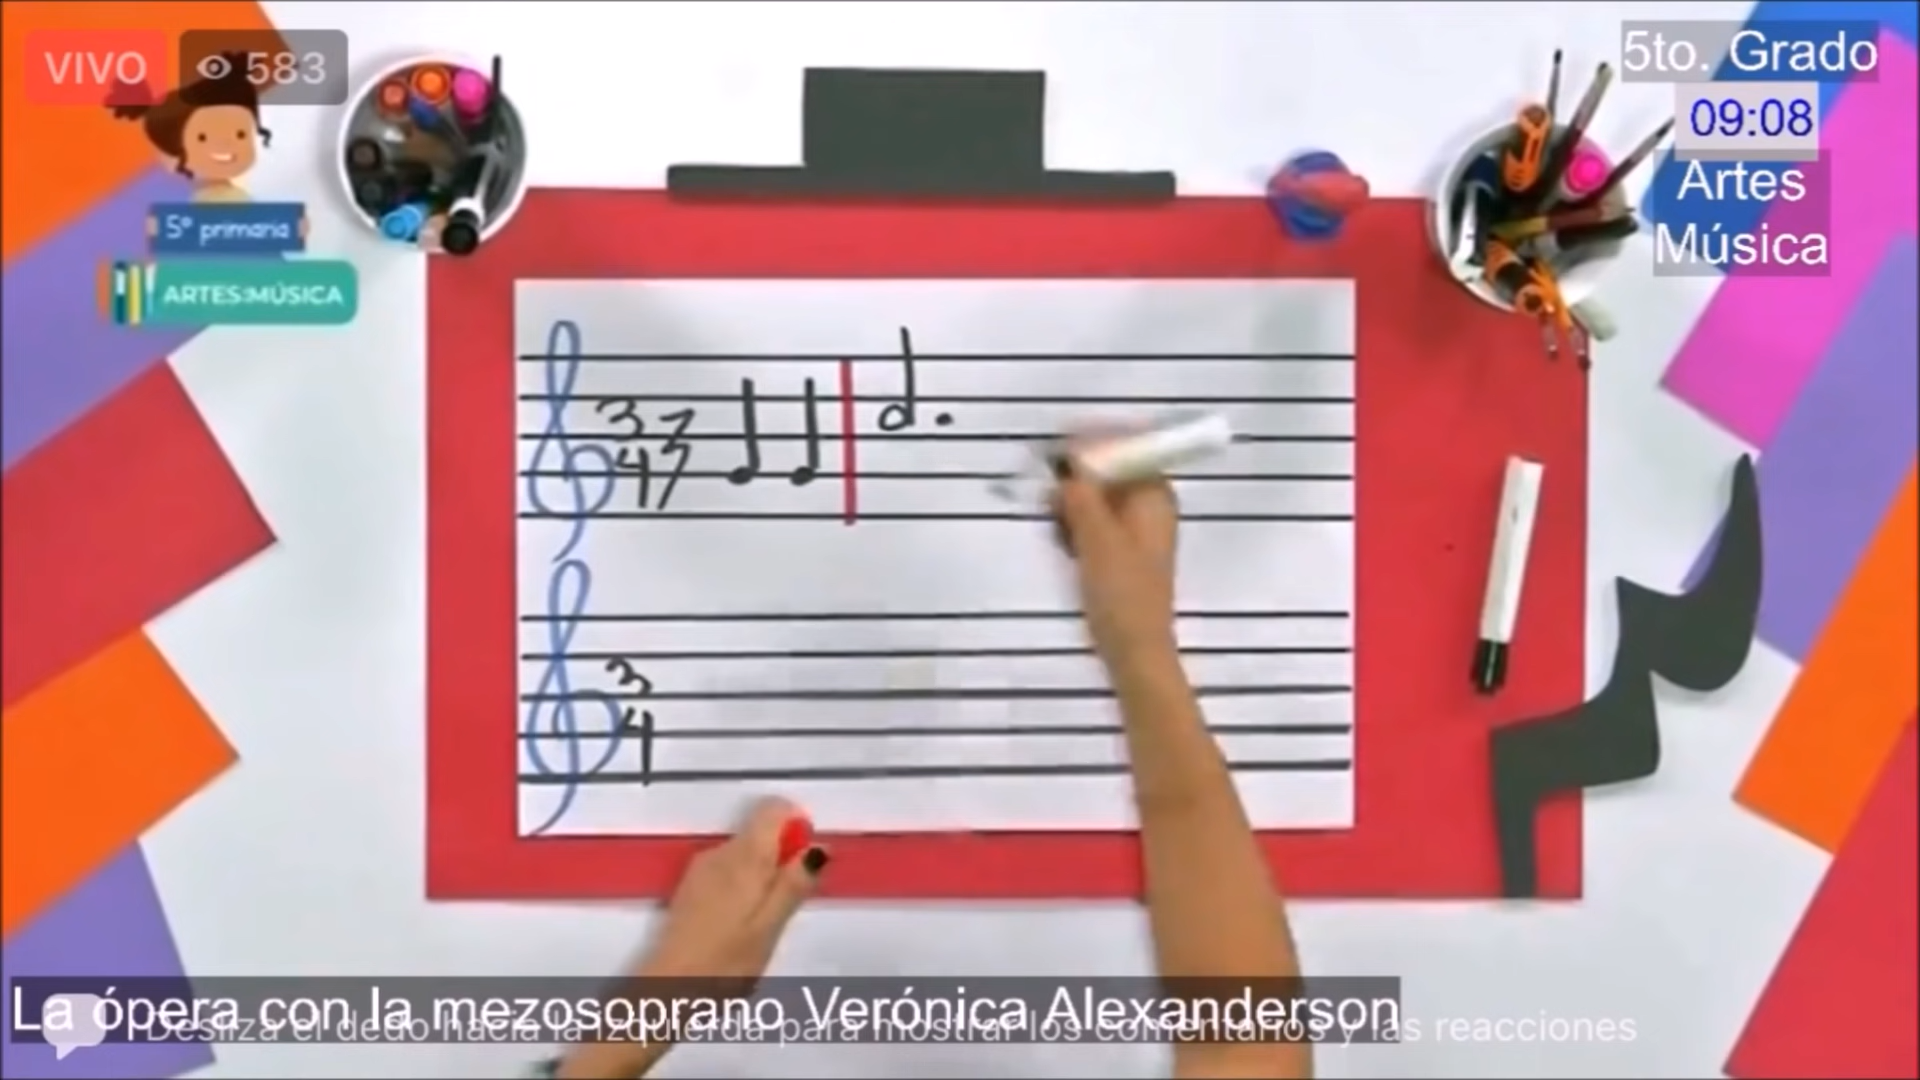 VIVO 583
5to. Grado
09:08
Artes
Música
5º primaria
ARTES:MÚSICA
3
4
3
4
La ópera con la mezosoprano Verónica Alexanderson
Desliza el dedo hacia la izquierda para mostrar los comentarios y las reacciones